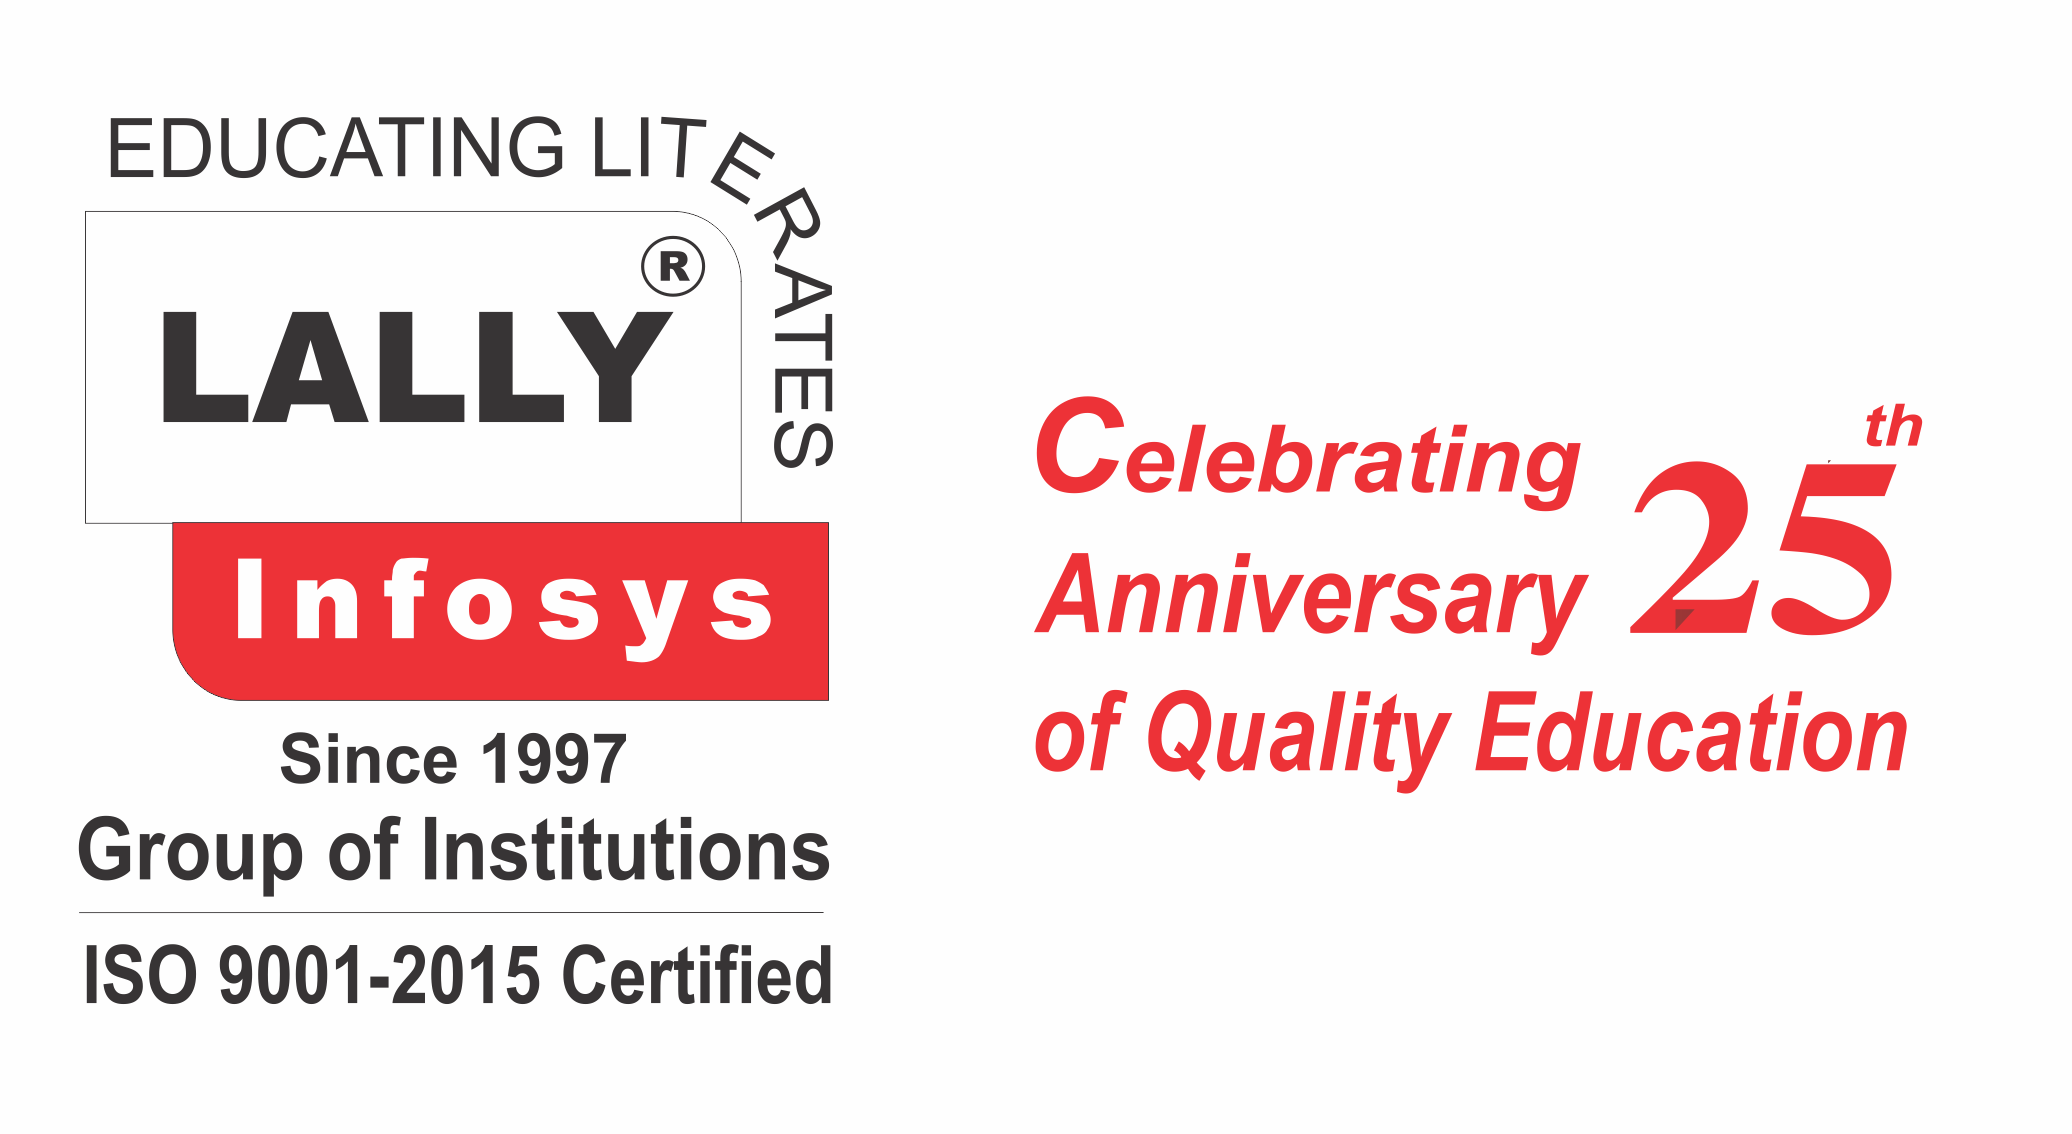 EDUCATING LITERATES
LALLY®
Infosys
Since 1997
Group of Institutions
ISO 9001-2015 Certified
Celebrating 25th
Anniversary
of Quality Education